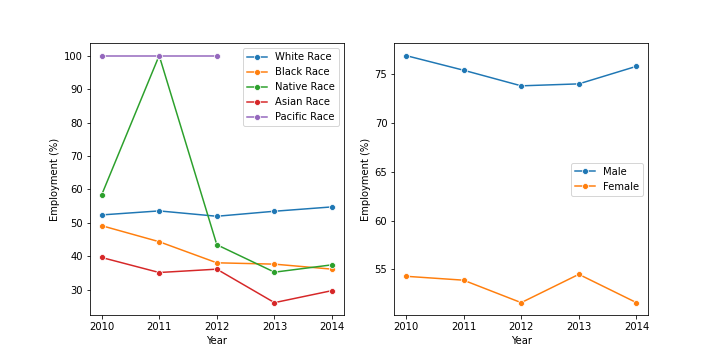 Employment (%)
100
90
80
70
60
50
40
30
2010 2011 2012 2013 2014
Year
White Race
Black Race
Native Race
Asian Race
Pacific Race
Employment (%)
75
70
65
60
55
2010 2011 2012 2013 2014
Year
Male
Female